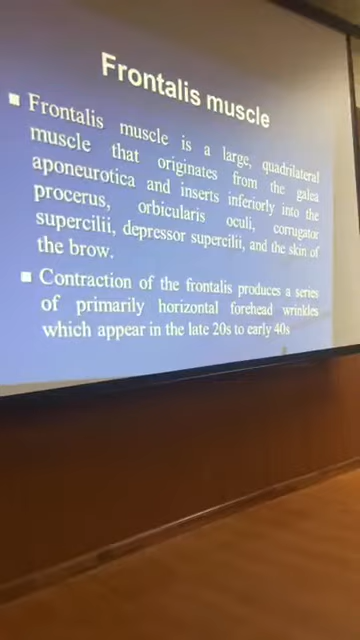 Frontalis muscle
■ Frontalis muscle is a large, quadrilateral
muscle that originates from the galea
aponeurotica and inserts inferiorly into the
procerus, orbicularis oculi, corrugator
supercilii, depressor supercilii, and the skin of
the brow.
■ Contraction of the frontalis produces a series
of primarily horizontal forehead wrinkles
which appear in the late 20s to early 40s